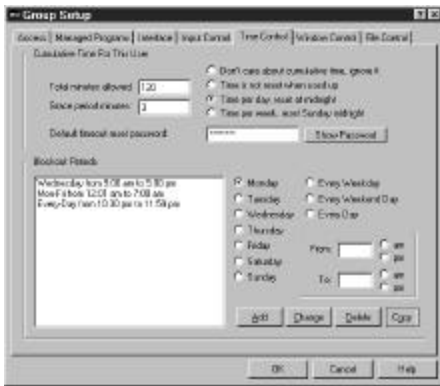 Group Setup
Access Managed Programs Interface Input Control Time Control Window Control File Control
Cumulative Time For This User
Don't care about cumulative time, ignore it
Total minutes allowed: 120
Time is not reset when used up
Grace period minutes: 3
Time per day, reset at midnight
Time per week, reset Sunday midnight
Default timeout reset password:
Show Password
Blockout Periods
Wednesday from 9:00 am to 5:00 pm
Mon-Fri from 12:01 am to 7:00 am
Every-Day from 10:30 pm to 11:59 pm
Monday
Every Weekday
Tuesday
Every Weekend Day
Wednesday
Every Day
Thursday
Friday
From:
am
pm
Saturday
Sunday
To:
am
pm
Add
Change
Delete
Copy
OK
Cancel
Help